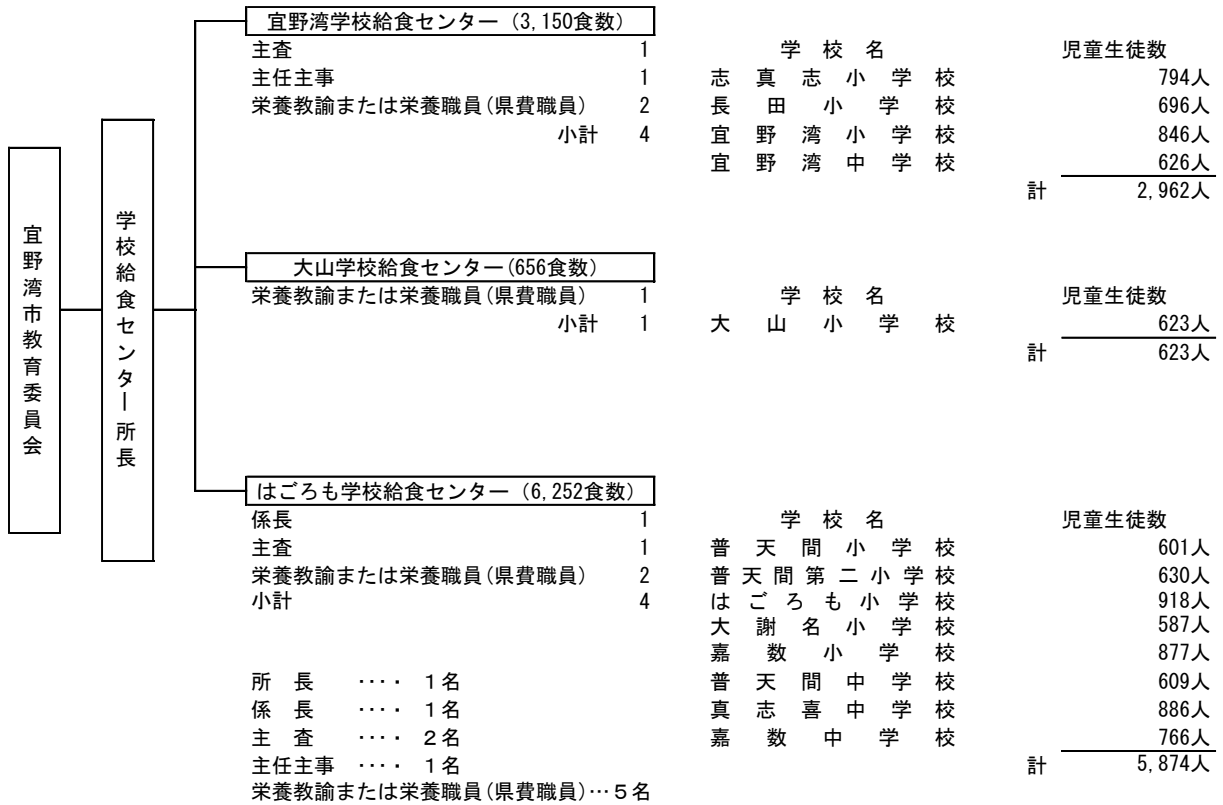 宜野湾市教育委員会
学校給食センター所長
宜野湾学校給食センター（3,150食数）
主査 1
主任主事 1
栄養教諭または栄養職員(県費職員) 2
小計 4
学校名 児童生徒数
志真志小学校 794人
長田小学校 696人
宜野湾小学校 846人
宜野湾中学校 626人
計 2,962人
大山学校給食センター(656食数)
栄養教諭または栄養職員(県費職員) 1
小計 1
学校名 児童生徒数
大山小学校 623人
計 623人
はごろも学校給食センター（6,252食数）
係長 1
主査 1
栄養教諭または栄養職員(県費職員) 2
小計 4
学校名 児童生徒数
普天間小学校 601人
普天間第二小学校 630人
はごろも小学校 918人
大謝名小学校 587人
嘉数小学校 877人
普天間中学校 609人
真志喜中学校 886人
嘉数中学校 766人
計 5,874人
所長 ‥‥ １名
係長 ‥‥ １名
主査 ‥‥ ２名
主任主事 ‥‥ １名
栄養教諭または栄養職員(県費職員)…５名